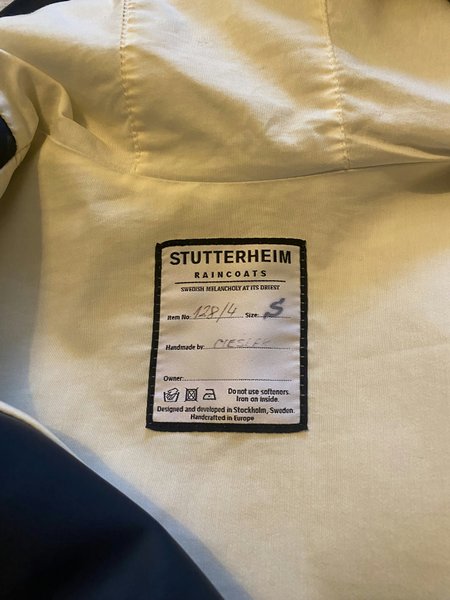 STUTTERHEIM
RAINCOATS
SWEDISH MELANCHOLY AT ITS DRIEST
Item No: 128/4 Size: S
Handmade by:
Owner:
Do not use softeners.
Iron on inside.
Designed and developed in Stockholm, Sweden.
Handcrafted in Europe